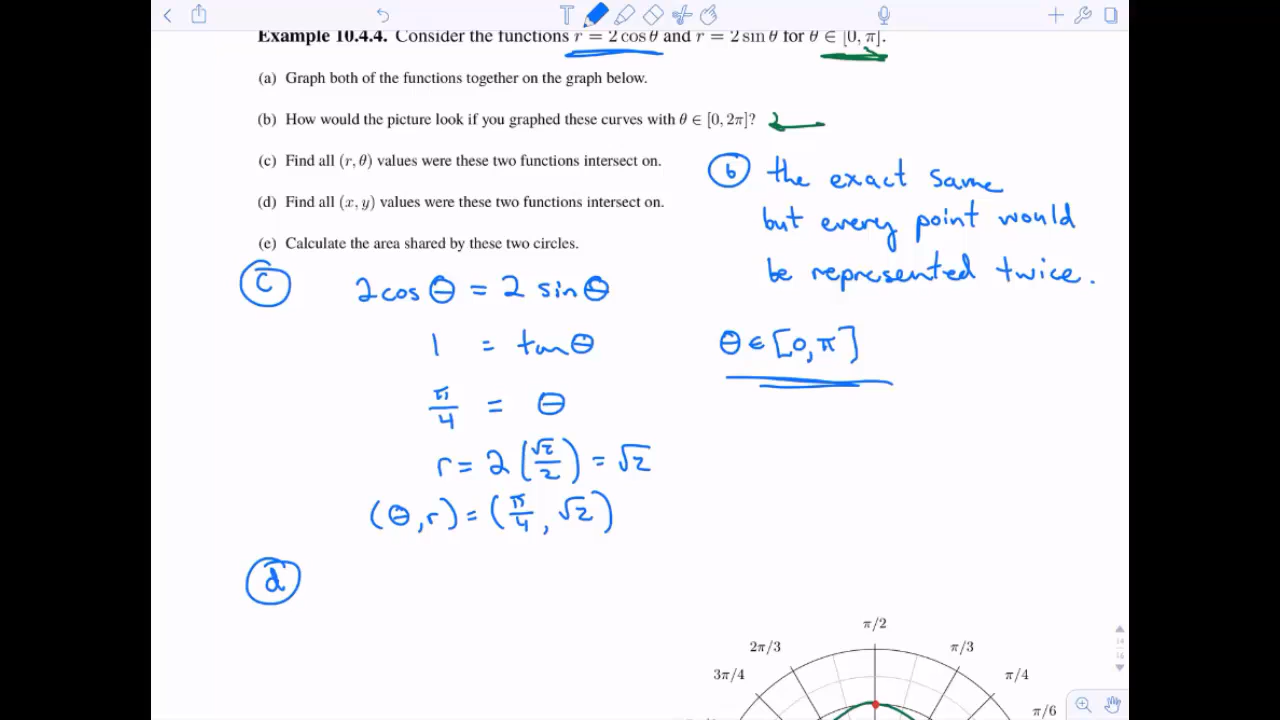 Example 10.4.4. Consider the functions r = 2 cos θ and r = 2 sin θ for θ ∈ [0, π].
(a) Graph both of the functions together on the graph below.
(b) How would the picture look if you graphed these curves with θ ∈ [0, 2π]?
(c) Find all (r, θ) values were these two functions intersect on.
(d) Find all (x, y) values were these two functions intersect on.
(e) Calculate the area shared by these two circles.
b the exact same
but every point would
be represented twice.
θ ∈ [0, π]
c 2 cos θ = 2 sin θ
1 = tan θ
π/4 = θ
r = 2 (√2/2) = √2
(θ, r) = (π/4, √2)
d
π/2
2π/3 π/3
3π/4 π/4
π/6